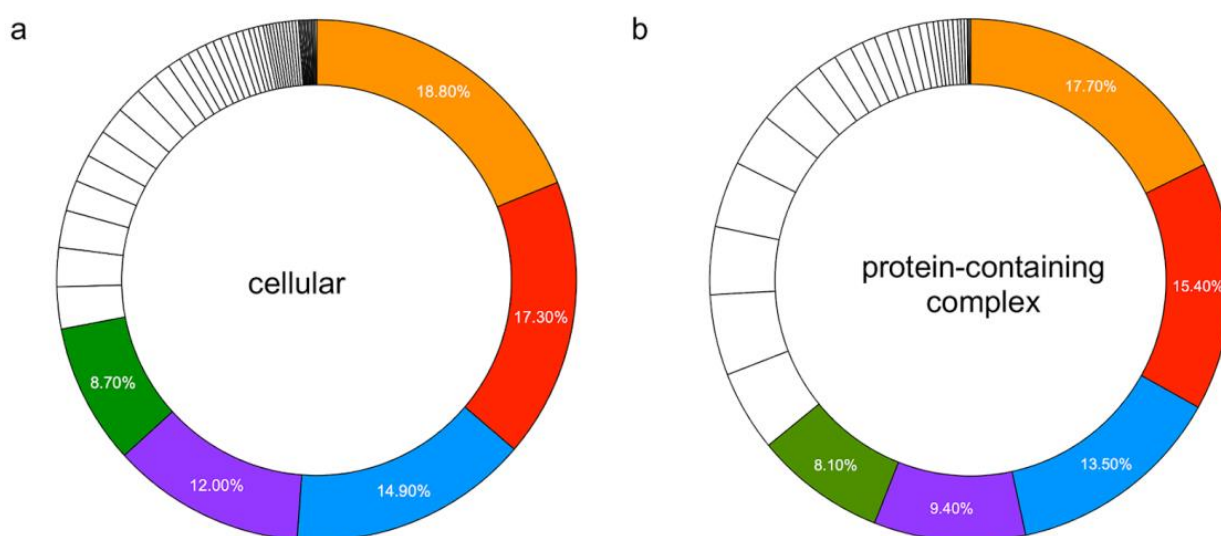 a
18.80%
17.30%
14.90%
12.00%
8.70%
cellular
b
17.70%
15.40%
13.50%
9.40%
8.10%
protein-containing
complex